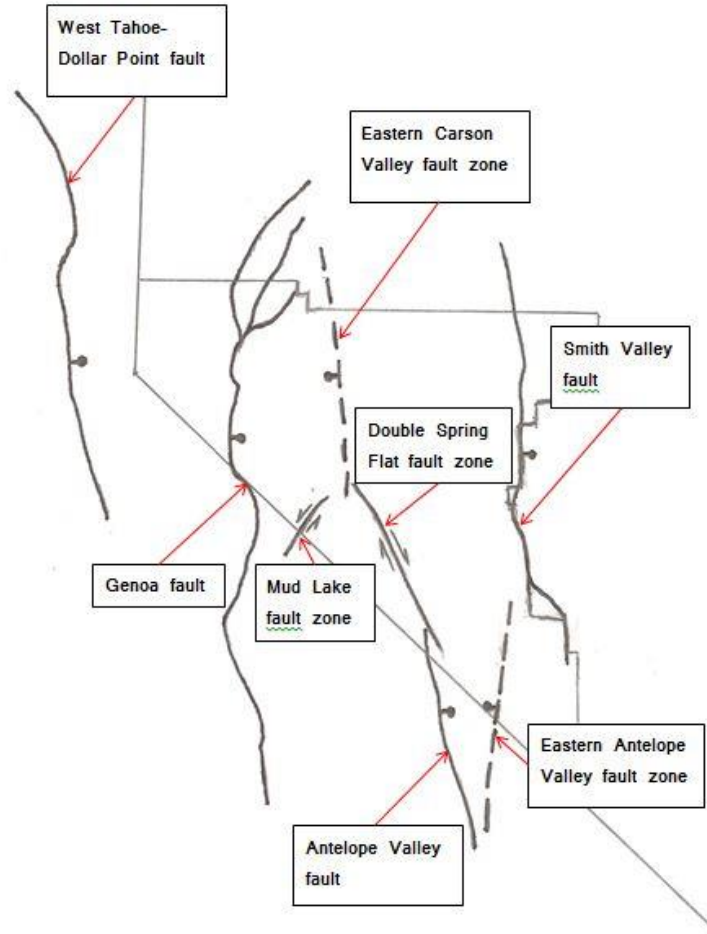 West Tahoe-
Dollar Point fault
Eastern Carson
Valley fault zone
Smith Valley
fault
Double Spring
Flat fault zone
Genoa fault
Mud Lake
fault zone
Eastern Antelope
Valley fault zone
Antelope Valley
fault